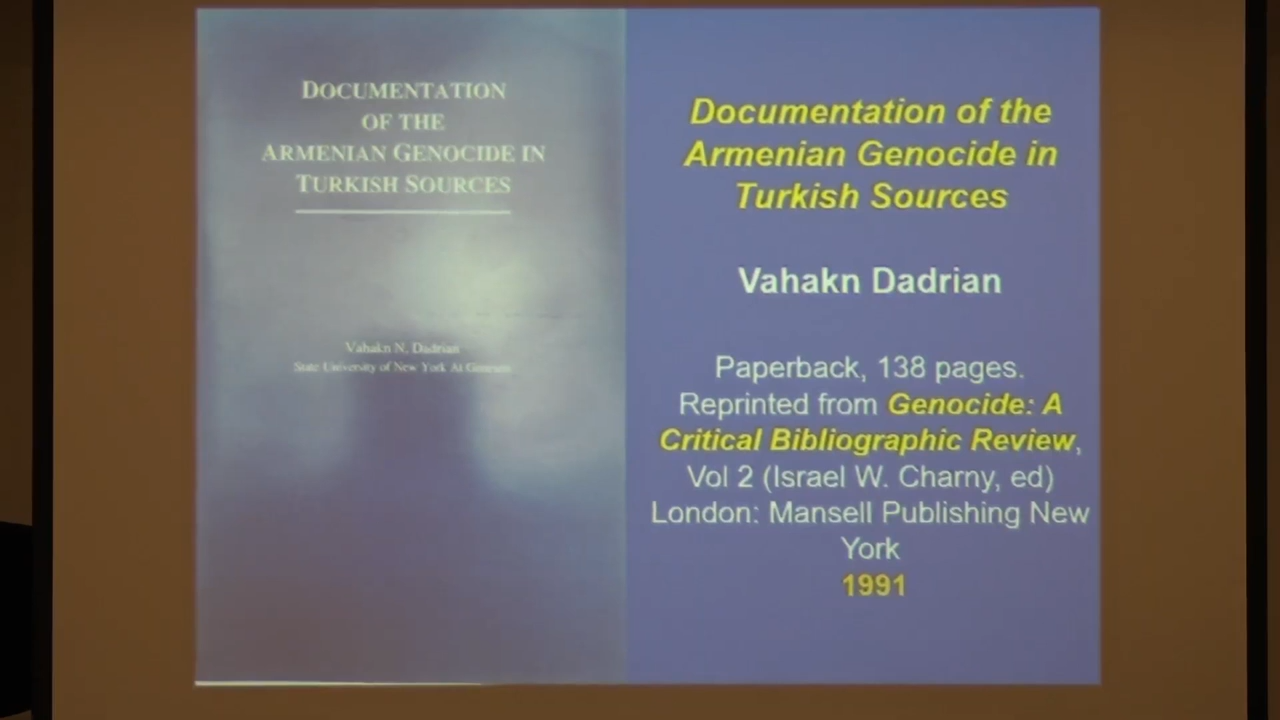 DOCUMENTATION
OF THE
ARMENIAN GENOCIDE IN
TURKISH SOURCES
Vahakn N. Dadrian
State University of New York At Geneseo
Documentation of the
Armenian Genocide in
Turkish Sources
Vahakn Dadrian
Paperback, 138 pages.
Reprinted from Genocide: A
Critical Bibliographic Review,
Vol 2 (Israel W. Charny, ed)
London: Mansell Publishing New
York
1991